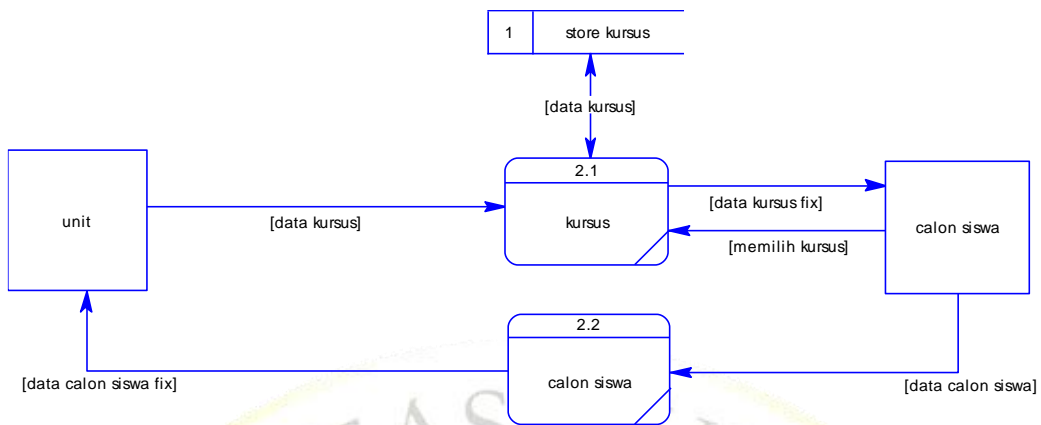 1 store kursus
[data kursus]
2.1
unit
[data kursus]
kursus
[data kursus fix]
[memilih kursus]
calon siswa
2.2
calon siswa
[data calon siswa fix]
[data calon siswa]